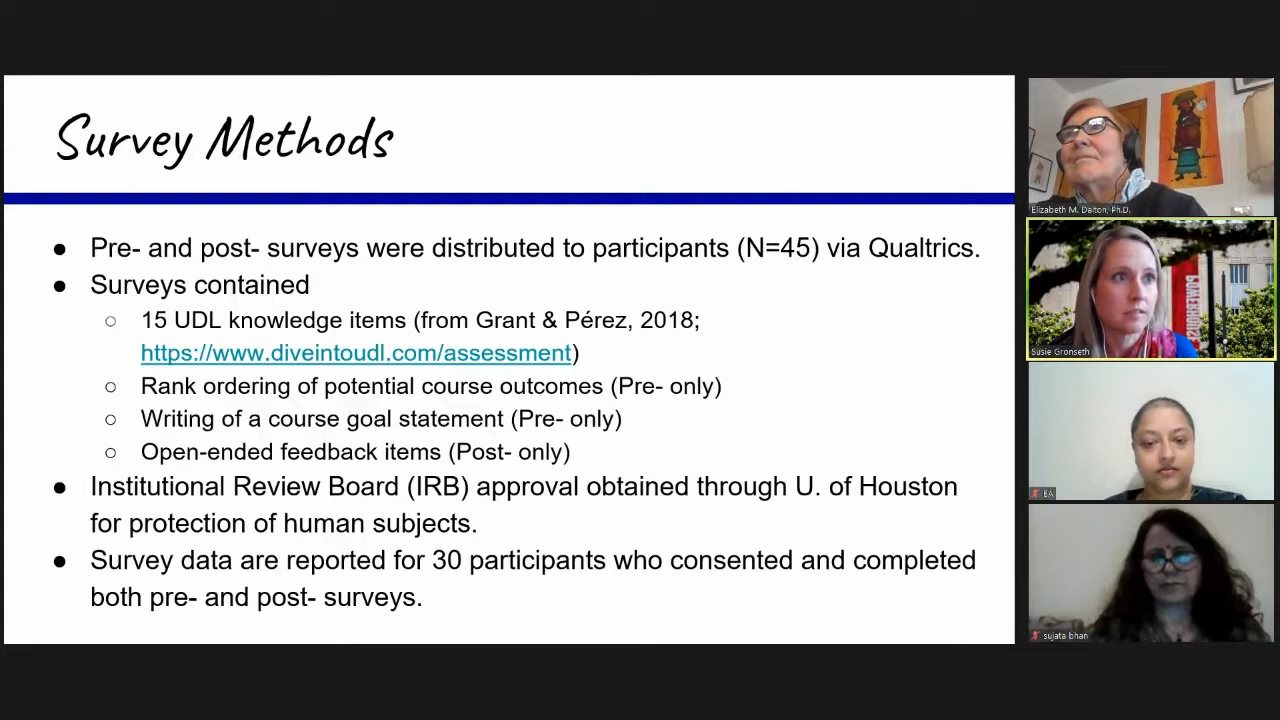 Survey Methods
● Pre- and post- surveys were distributed to participants (N=45) via Qualtrics.
● Surveys contained
○ 15 UDL knowledge items (from Grant & Pérez, 2018;
https://www.diveintoudl.com/assessment)
○ Rank ordering of potential course outcomes (Pre- only)
○ Writing of a course goal statement (Pre- only)
○ Open-ended feedback items (Post- only)
● Institutional Review Board (IRB) approval obtained through U. of Houston
for protection of human subjects.
● Survey data are reported for 30 participants who consented and completed
both pre- and post- surveys.
Elizabeth M. Dalton, Ph.D.
POWERHOUSE
Susie Gronseth
EA
sujata bhan